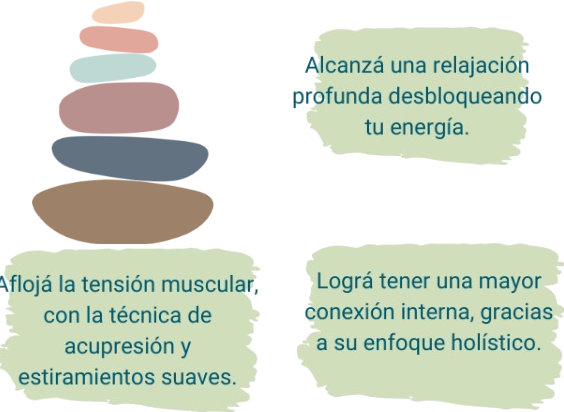 Alcanzá una relajación
profunda desbloqueando
tu energía.
Aflojá la tensión muscular,
con la técnica de
acupresión y
estiramientos suaves.
Lográ tener una mayor
conexión interna, gracias
a su enfoque holístico.